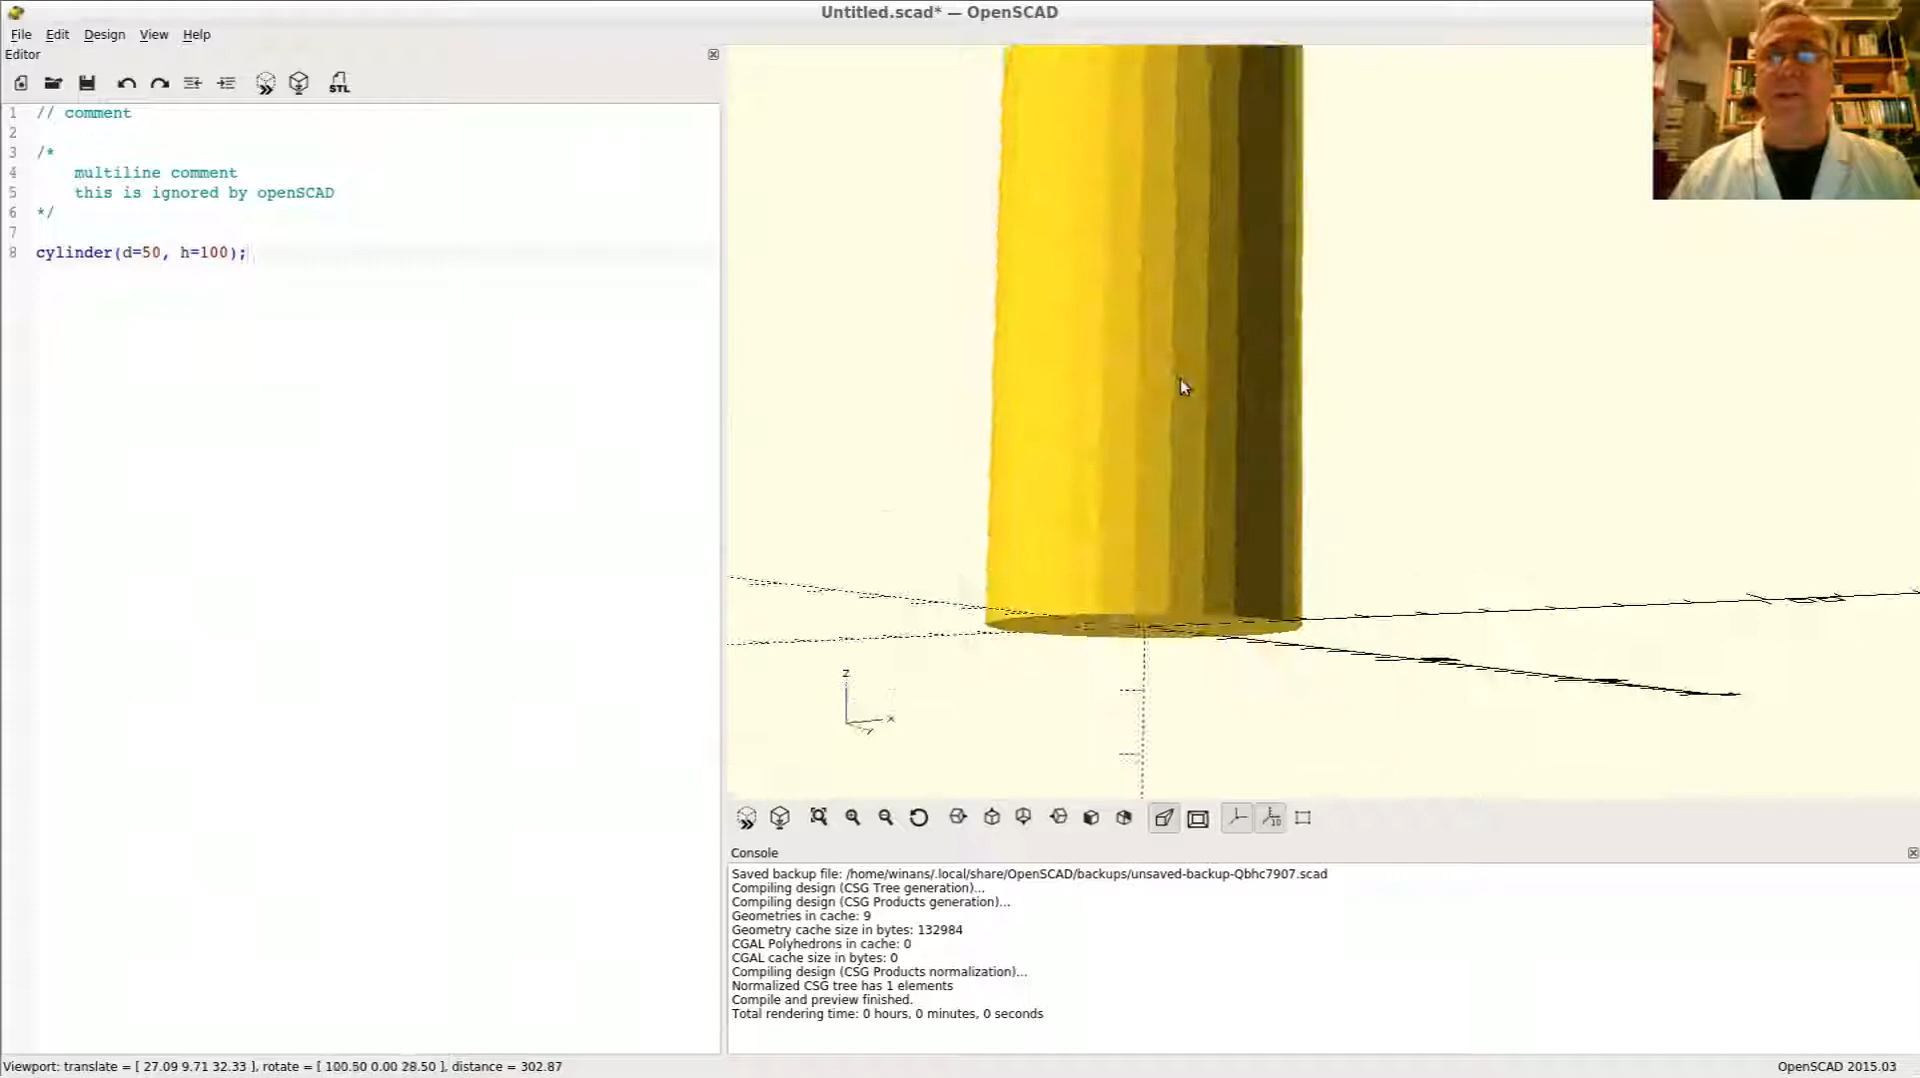 Untitled.scad* — OpenSCAD
File Edit Design View Help
Editor
STL
1 // comment
2
3 /*
4 multiline comment
5 this is ignored by openSCAD
6 */
7
8 cylinder(d=50, h=100);
z
x
y
10
Console
Saved backup file: /home/winans/.local/share/OpenSCAD/backups/unsaved-backup-Qbhc7907.scad
Compiling design (CSG Tree generation)...
Compiling design (CSG Products generation)...
Geometries in cache: 9
Geometry cache size in bytes: 132984
CGAL Polyhedrons in cache: 0
CGAL cache size in bytes: 0
Compiling design (CSG Products normalization)...
Normalized CSG tree has 1 elements
Compile and preview finished.
Total rendering time: 0 hours, 0 minutes, 0 seconds
Viewport: translate = [ 27.09 9.71 32.33 ], rotate = [ 100.50 0.00 28.50 ], distance = 302.87
OpenSCAD 2015.03